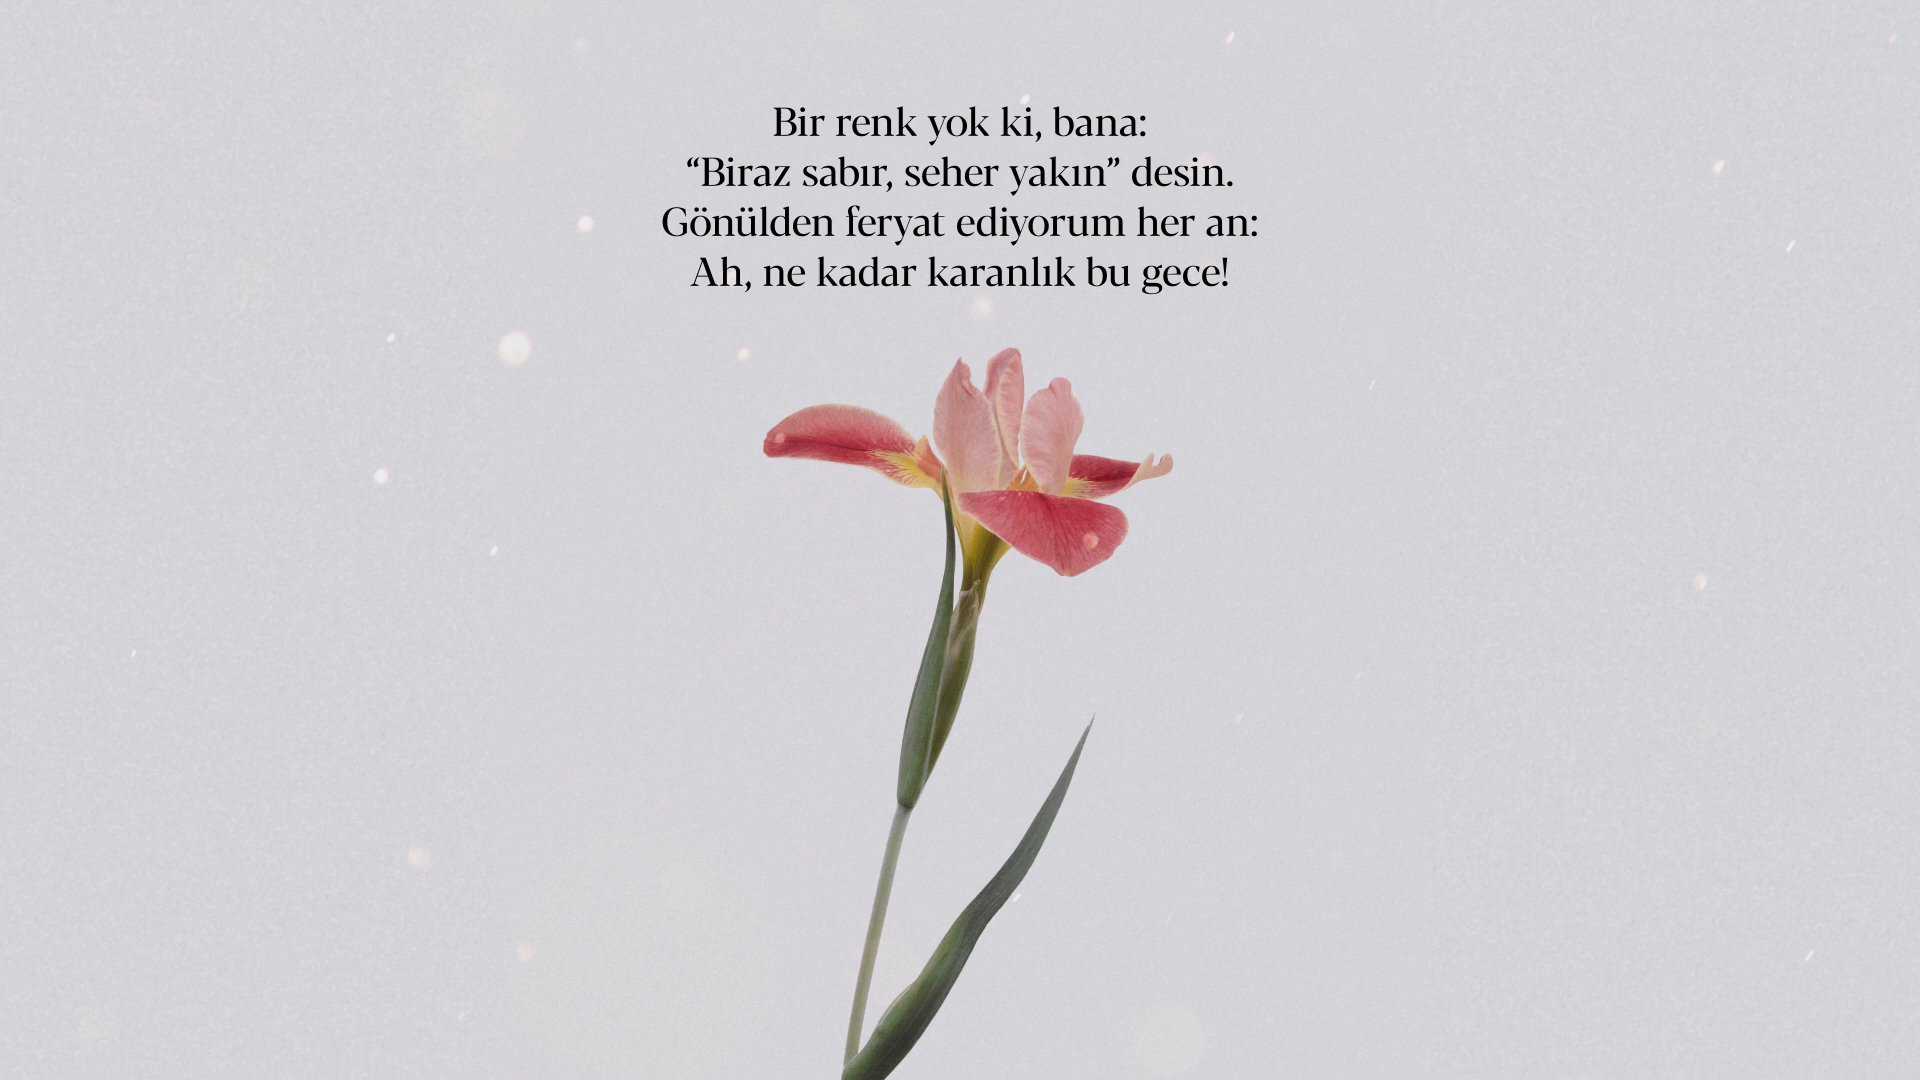 Bir renk yok ki, bana:
“Biraz sabır, seher yakın” desin.
Gönülden feryat ediyorum her an:
Ah, ne kadar karanlık bu gece!